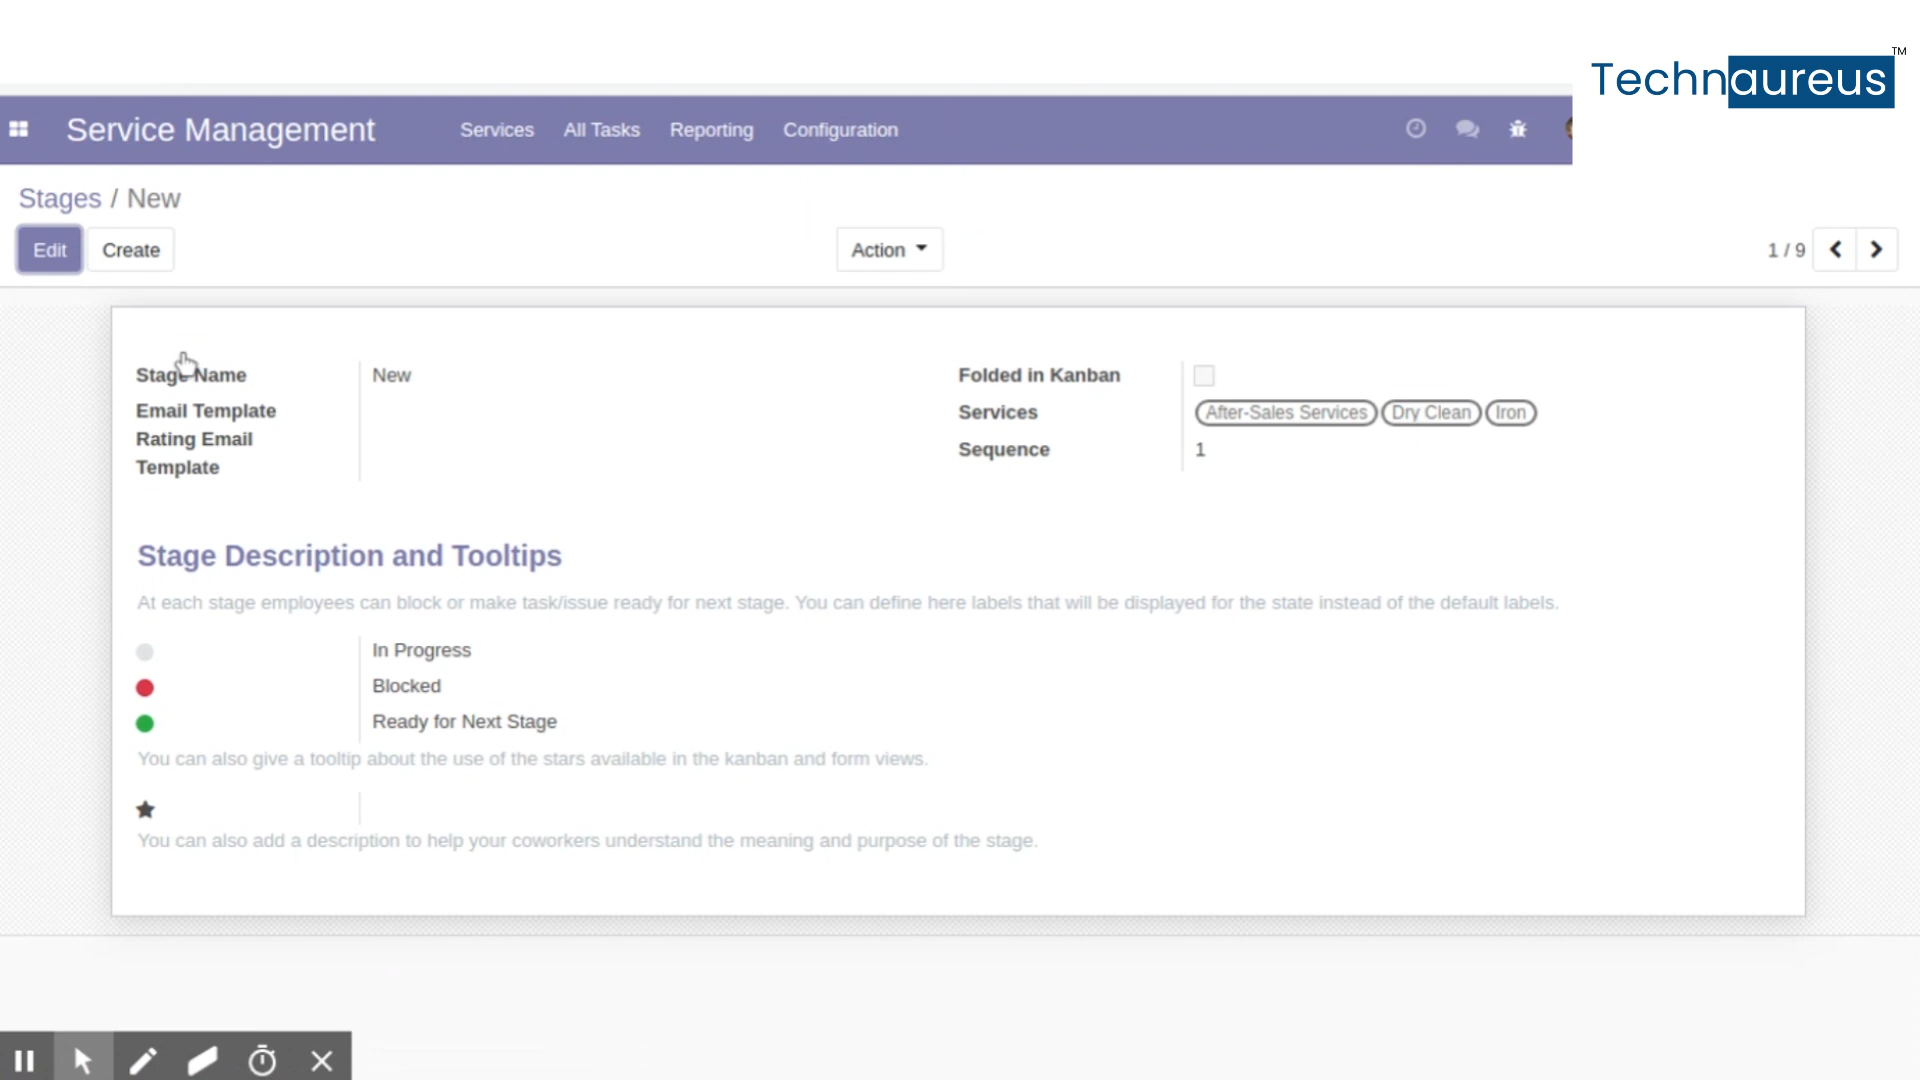 Technaureus TM
Service Management Services All Tasks Reporting Configuration
Stages / New
Edit Create Action 1 / 9
Stage Name New Folded in Kanban
Email Template Services After-Sales Services Dry Clean Iron
Rating Email
Template
Sequence 1
Stage Description and Tooltips
At each stage employees can block or make task/issue ready for next stage. You can define here labels that will be displayed for the state instead of the default labels.
In Progress
Blocked
Ready for Next Stage
You can also give a tooltip about the use of the stars available in the kanban and form views.
You can also add a description to help your coworkers understand the meaning and purpose of the stage.